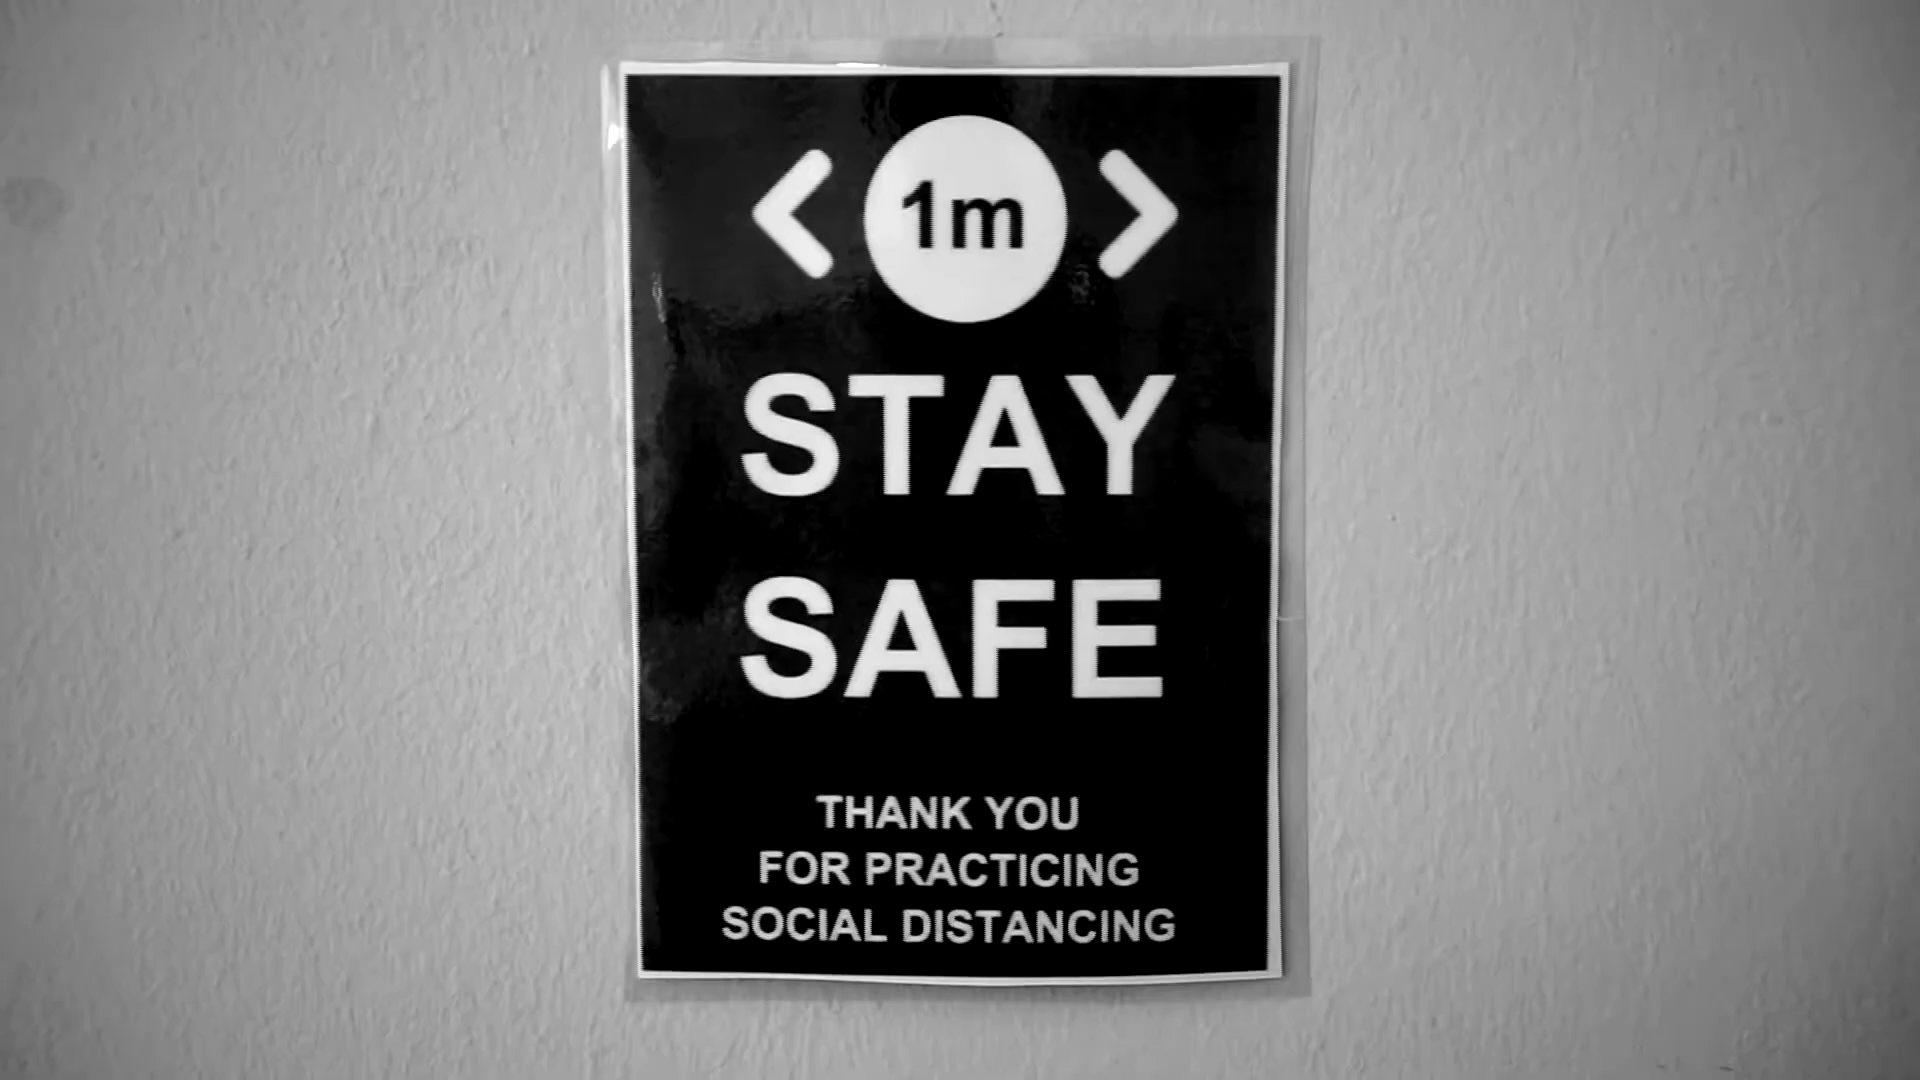 1m
STAY
SAFE
THANK YOU
FOR PRACTICING
SOCIAL DISTANCING